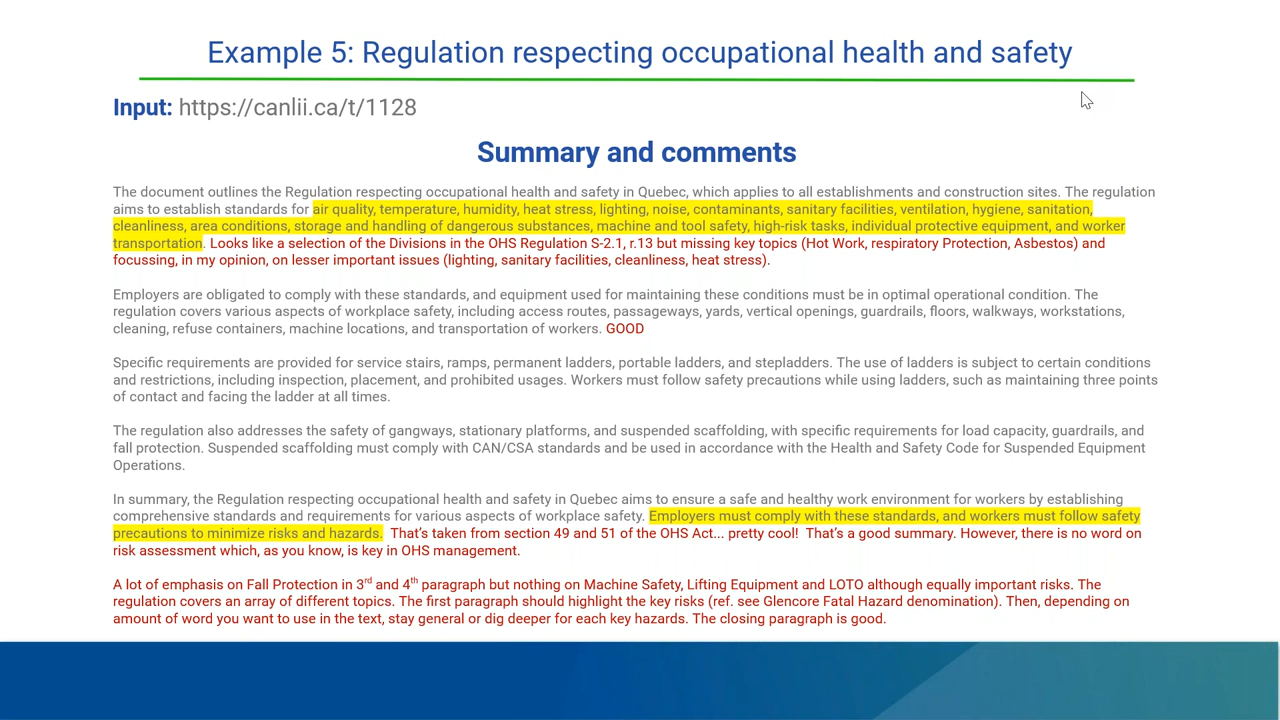 Example 5: Regulation respecting occupational health and safety
Input: https://canlii.ca/t/1128
Summary and comments
The document outlines the Regulation respecting occupational health and safety in Quebec, which applies to all establishments and construction sites. The regulation
aims to establish standards for air quality, temperature, humidity, heat stress, lighting, noise, contaminants, sanitary facilities, ventilation, hygiene, sanitation,
cleanliness, area conditions, storage and handling of dangerous substances, machine and tool safety, high-risk tasks, individual protective equipment, and worker
transportation. Looks like a selection of the Divisions in the OHS Regulation S-2.1, r.13 but missing key topics (Hot Work, respiratory Protection, Asbestos) and
focussing, in my opinion, on lesser important issues (lighting, sanitary facilities, cleanliness, heat stress).
Employers are obligated to comply with these standards, and equipment used for maintaining these conditions must be in optimal operational condition. The
regulation covers various aspects of workplace safety, including access routes, passageways, yards, vertical openings, guardrails, floors, walkways, workstations,
cleaning, refuse containers, machine locations, and transportation of workers. GOOD
Specific requirements are provided for service stairs, ramps, permanent ladders, portable ladders, and stepladders. The use of ladders is subject to certain conditions
and restrictions, including inspection, placement, and prohibited usages. Workers must follow safety precautions while using ladders, such as maintaining three points
of contact and facing the ladder at all times.
The regulation also addresses the safety of gangways, stationary platforms, and suspended scaffolding, with specific requirements for load capacity, guardrails, and
fall protection. Suspended scaffolding must comply with CAN/CSA standards and be used in accordance with the Health and Safety Code for Suspended Equipment
Operations.
In summary, the Regulation respecting occupational health and safety in Quebec aims to ensure a safe and healthy work environment for workers by establishing
comprehensive standards and requirements for various aspects of workplace safety. Employers must comply with these standards, and workers must follow safety
precautions to minimize risks and hazards. That's taken from section 49 and 51 of the OHS Act... pretty cool! That's a good summary. However, there is no word on
risk assessment which, as you know, is key in OHS management.
A lot of emphasis on Fall Protection in 3rd and 4th paragraph but nothing on Machine Safety, Lifting Equipment and LOTO although equally important risks. The
regulation covers an array of different topics. The first paragraph should highlight the key risks (ref. see Glencore Fatal Hazard denomination). Then, depending on
amount of word you want to use in the text, stay general or dig deeper for each key hazards. The closing paragraph is good.